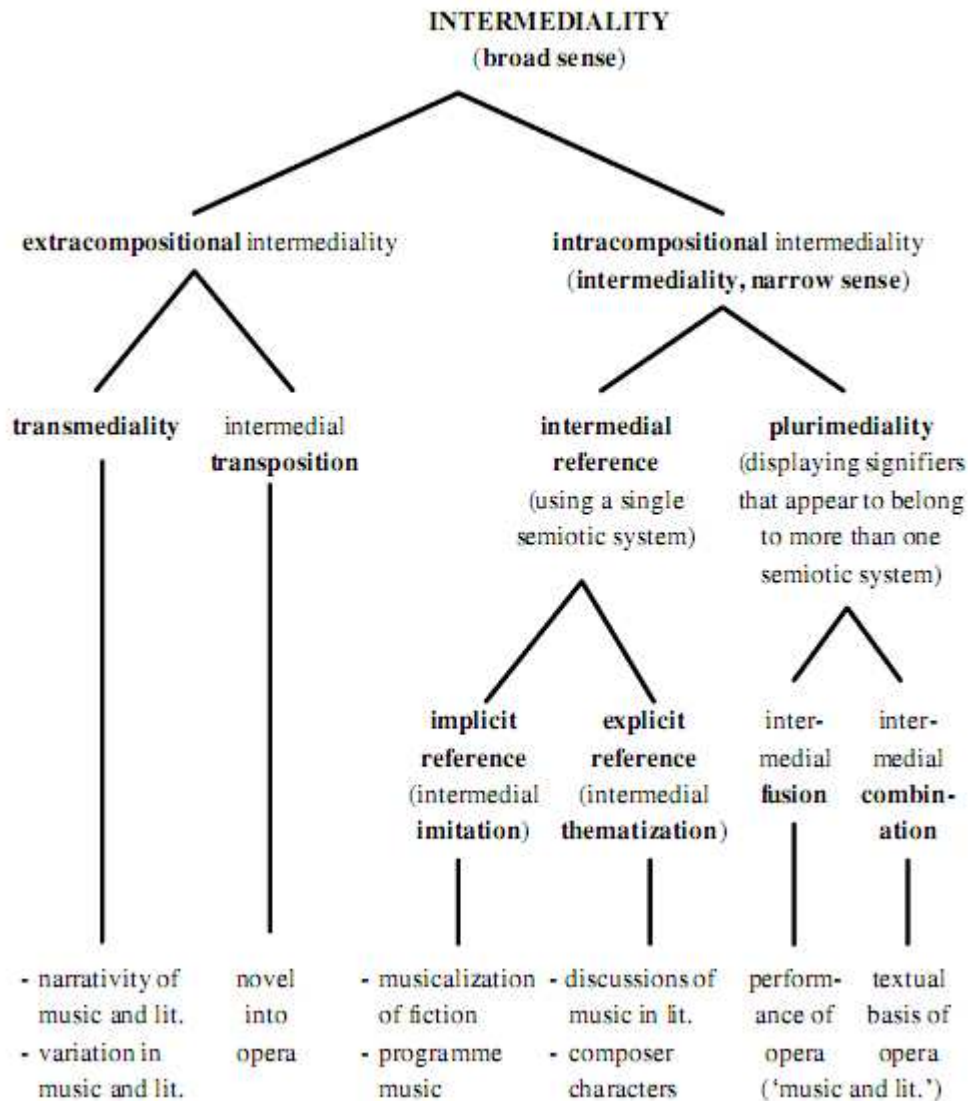 INTERMEDIALITY
(broad sense)
extracompositional intermediality
intracompositional intermediality
(intermediality, narrow sense)
transmediality
intermedial
transposition
intermedial
reference
(using a single
semiotic system)
plurimediality
(displaying signifiers
that appear to belong
to more than one
semiotic system)
implicit
reference
(intermedial
imitation)
explicit
reference
(intermedial
thematization)
inter-
medial
fusion
inter-
medial
combin-
ation
- narrativity of
music and lit.
- variation in
music and lit.
novel
into
opera
- musicalization
of fiction
- programme
music
- discussions of
music in lit.
- composer
characters
perform-
ance of
opera
textual
basis of
opera
(‘music and lit.’)